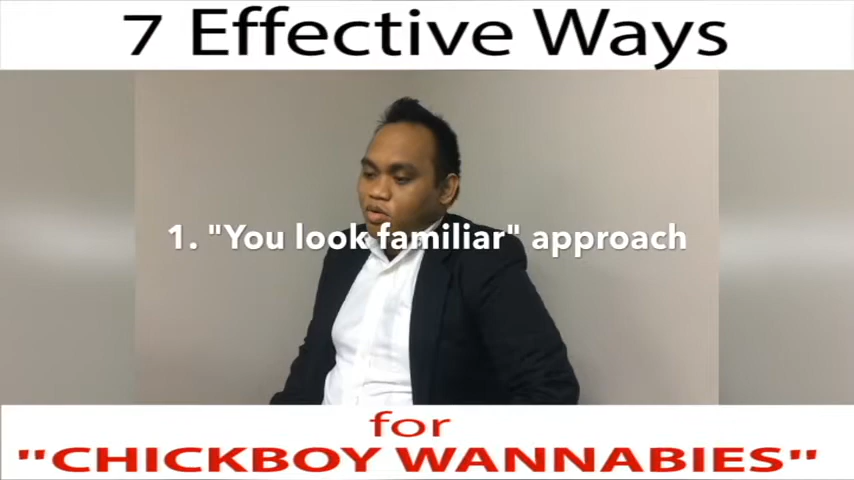 7 Effective Ways
1. "You look familiar" approach
for
"CHICKBOY WANNABIES"